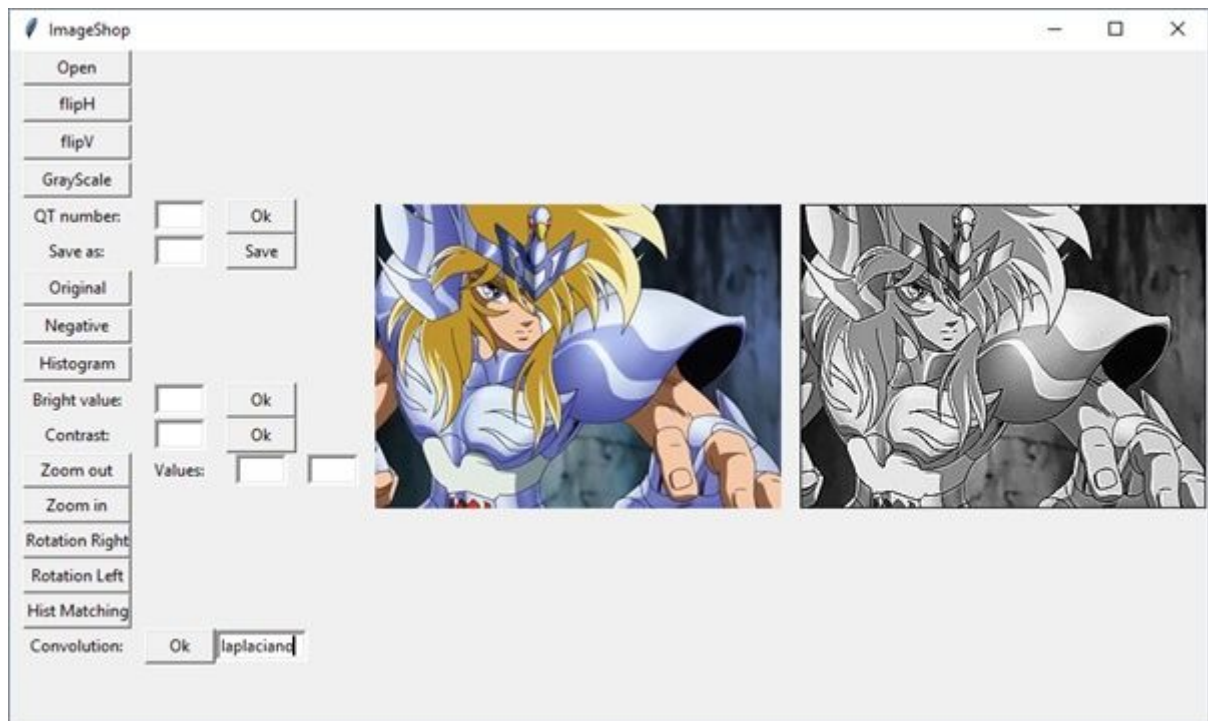 ImageShop
Open
flipH
flipV
GrayScale
QT number: Ok
Save as: Save
Original
Negative
Histogram
Bright value: Ok
Contrast: Ok
Zoom out Values:
Zoom in
Rotation Right
Rotation Left
Hist Matching
Convolution: Ok laplaciano